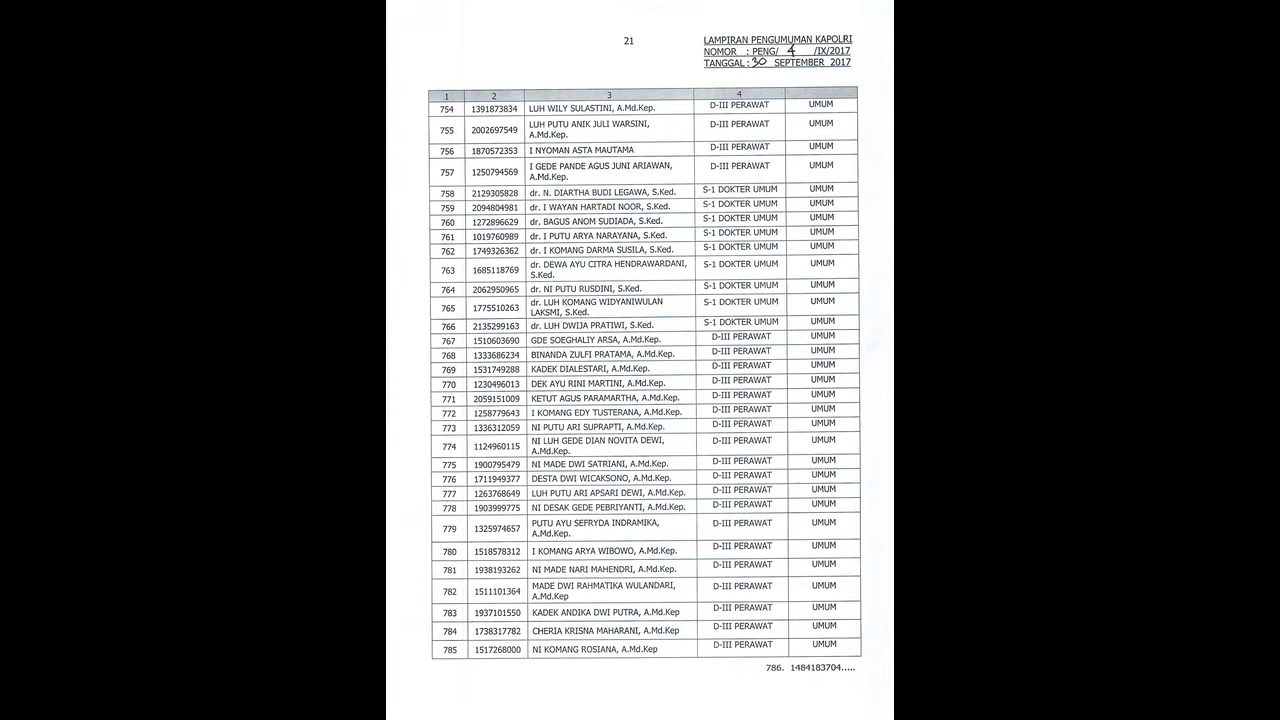 21
LAMPIRAN PENGUMUMAN KAPOLRI
NOMOR : PENG/ 4 /IX/2017
TANGGAL : 30 SEPTEMBER 2017
1 2 3 4
754 1391873834 LUH WILY SULASTINI, A.Md.Kep. D-III PERAWAT UMUM
755 2002697549 LUH PUTU ANIK JULI WARSINI, D-III PERAWAT UMUM
A.Md.Kep.
756 1870572353 I NYOMAN ASTA MAUTAMA D-III PERAWAT UMUM
757 1250794569 I GEDE PANDE AGUS JUNI ARIAWAN, D-III PERAWAT UMUM
A.Md.Kep.
758 2129305828 dr. N. DIARTHA BUDI LEGAWA, S.Ked. S-1 DOKTER UMUM UMUM
759 2094804981 dr. I WAYAN HARTADI NOOR, S.Ked. S-1 DOKTER UMUM UMUM
760 1272896629 dr. BAGUS ANOM SUDIADA, S.Ked. S-1 DOKTER UMUM UMUM
761 1019760989 dr. I PUTU ARYA NARAYANA, S.Ked. S-1 DOKTER UMUM UMUM
762 1749326362 dr. I KOMANG DARMA SUSILA, S.Ked. S-1 DOKTER UMUM UMUM
763 1685118769 dr. DEWA AYU CITRA HENDRAWARDANI, S-1 DOKTER UMUM UMUM
S.Ked.
764 2062950965 dr. NI PUTU RUSDINI, S.Ked. S-1 DOKTER UMUM UMUM
765 1775510263 dr. LUH KOMANG WIDYANIWULAN S-1 DOKTER UMUM UMUM
LAKSMI, S.Ked.
766 2135299163 dr. LUH DWIJA PRATIWI, S.Ked. S-1 DOKTER UMUM UMUM
767 1510603690 GDE SOEGHALIY ARSA, A.Md.Kep. D-III PERAWAT UMUM
768 1333686234 BINANDA ZULFI PRATAMA, A.Md.Kep. D-III PERAWAT UMUM
769 1531749288 KADEK DIALESTARI, A.Md.Kep. D-III PERAWAT UMUM
770 1230496013 DEK AYU RINI MARTINI, A.Md.Kep. D-III PERAWAT UMUM
771 2059151009 KETUT AGUS PARAMARTHA, A.Md.Kep. D-III PERAWAT UMUM
772 1258779643 I KOMANG EDY TUSTERANA, A.Md.Kep. D-III PERAWAT UMUM
773 1336312059 NI PUTU ARI SUPRAPTI, A.Md.Kep. D-III PERAWAT UMUM
774 1124960115 NI LUH GEDE DIAN NOVITA DEWI, D-III PERAWAT UMUM
A.Md.Kep.
775 1900795479 NI MADE DWI SATRIANI, A.Md.Kep. D-III PERAWAT UMUM
776 1711949377 DESTA DWI WICAKSONO, A.Md.Kep. D-III PERAWAT UMUM
777 1263768649 LUH PUTU ARI APSARI DEWI, A.Md.Kep. D-III PERAWAT UMUM
778 1903999775 NI DESAK GEDE PEBRIYANTI, A.Md.Kep. D-III PERAWAT UMUM
779 1325974657 PUTU AYU SEFRYDA INDRAMIKA, D-III PERAWAT UMUM
A.Md.Kep.
780 1518578312 I KOMANG ARYA WIBOWO, A.Md.Kep. D-III PERAWAT UMUM
781 1938193262 NI MADE NARI MAHENDRI, A.Md.Kep. D-III PERAWAT UMUM
782 1511101364 MADE DWI RAHMATIKA WULANDARI, D-III PERAWAT UMUM
A.Md.Kep
783 1937101550 KADEK ANDIKA DWI PUTRA, A.Md.Kep D-III PERAWAT UMUM
784 1738317782 CHERIA KRISNA MAHARANI, A.Md.Kep D-III PERAWAT UMUM
785 1517268000 NI KOMANG ROSIANA, A.Md.Kep D-III PERAWAT UMUM
786. 1484183704.....